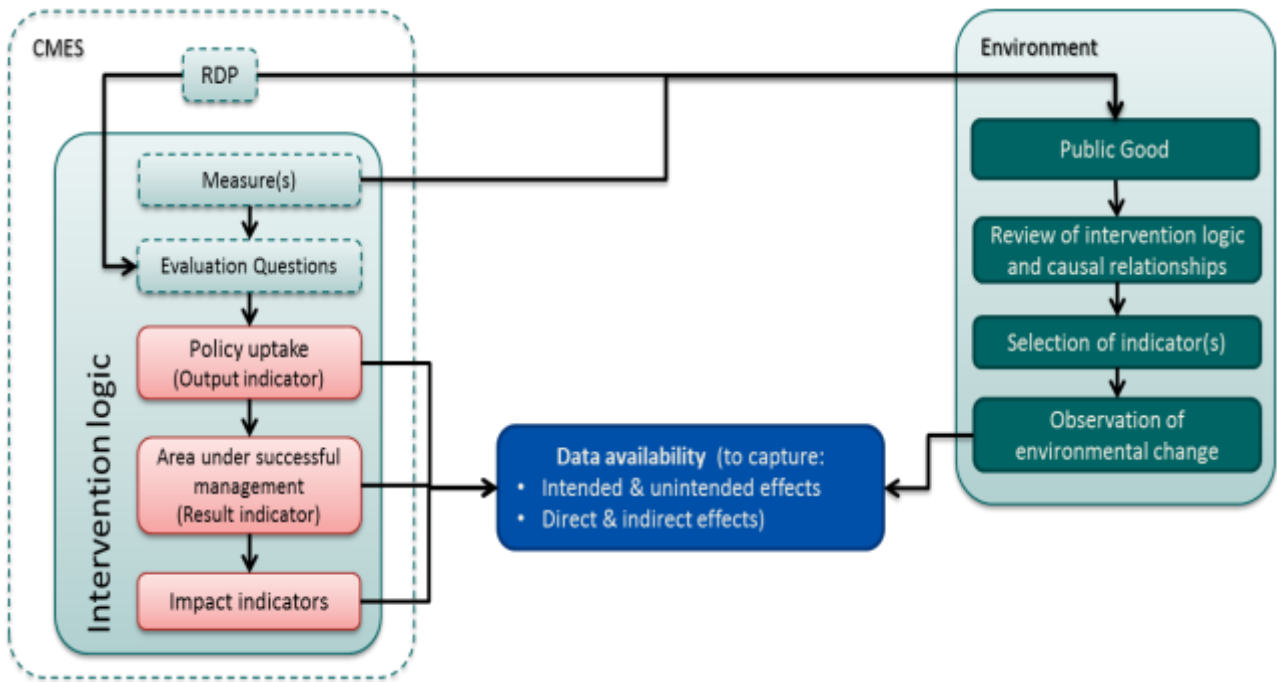 CMES
RDP
Intervention logic
Measure(s)
Evaluation Questions
Policy uptake
(Output indicator)
Area under successful
management
(Result indicator)
Impact indicators
Data availability (to capture:
• Intended & unintended effects
• Direct & indirect effects)
Environment
Public Good
Review of intervention logic
and causal relationships
Selection of indicator(s)
Observation of
environmental change